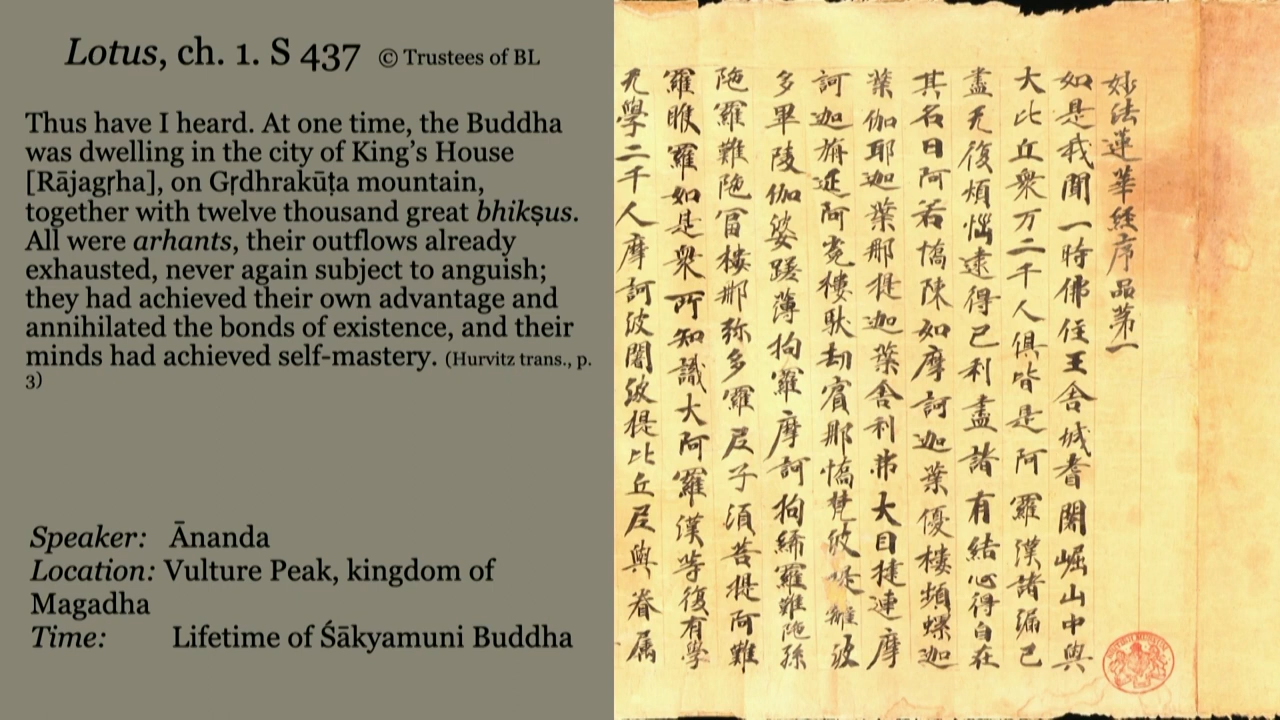 Lotus, ch. 1. S 437 © Trustees of BL
Thus have I heard. At one time, the Buddha
was dwelling in the city of King's House
[Rājagṛha], on Gṛdhrakūṭa mountain,
together with twelve thousand great bhikṣus.
All were arhants, their outflows already
exhausted, never again subject to anguish;
they had achieved their own advantage and
annihilated the bonds of existence, and their
minds had achieved self-mastery. (Hurvitz trans., p.
3)
Speaker: Ānanda
Location: Vulture Peak, kingdom of
Magadha
Time: Lifetime of Śākyamuni Buddha
妙法蓮華經序品第一
如是我聞一時佛住王舍城耆闍崛山中與
大比丘衆万二千人俱皆是阿羅漢諸漏已
盡无復煩惱逮得己利盡諸有結心得自在
其名曰阿若憍陳如摩訶迦葉優樓頻螺迦
葉伽耶迦葉那提迦葉舍利弗大目揵連摩
訶迦旃延阿㝹樓馱劫賓那憍梵波提離波
多畢陵伽婆蹉薄拘羅摩訶拘絺羅難陁孫
陁羅難陁冨樓那弥多羅尼子須菩提阿難
羅睺羅如是衆所知識大阿羅漢等復有學
无學二千人摩訶波闍波提比丘尼與眷属